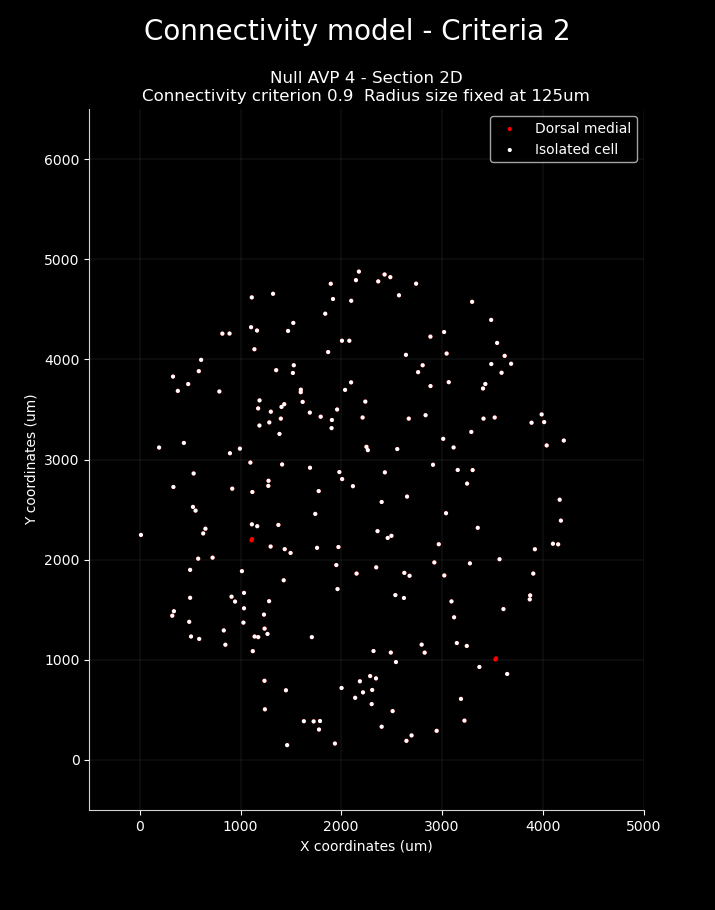 Connectivity model - Criteria 2
Null AVP 4 - Section 2D
Connectivity criterion 0.9  Radius size fixed at 125um
Dorsal medial
Isolated cell
Y coordinates (um)
6000
5000
4000
3000
2000
1000
0
0 1000 2000 3000 4000 5000
X coordinates (um)